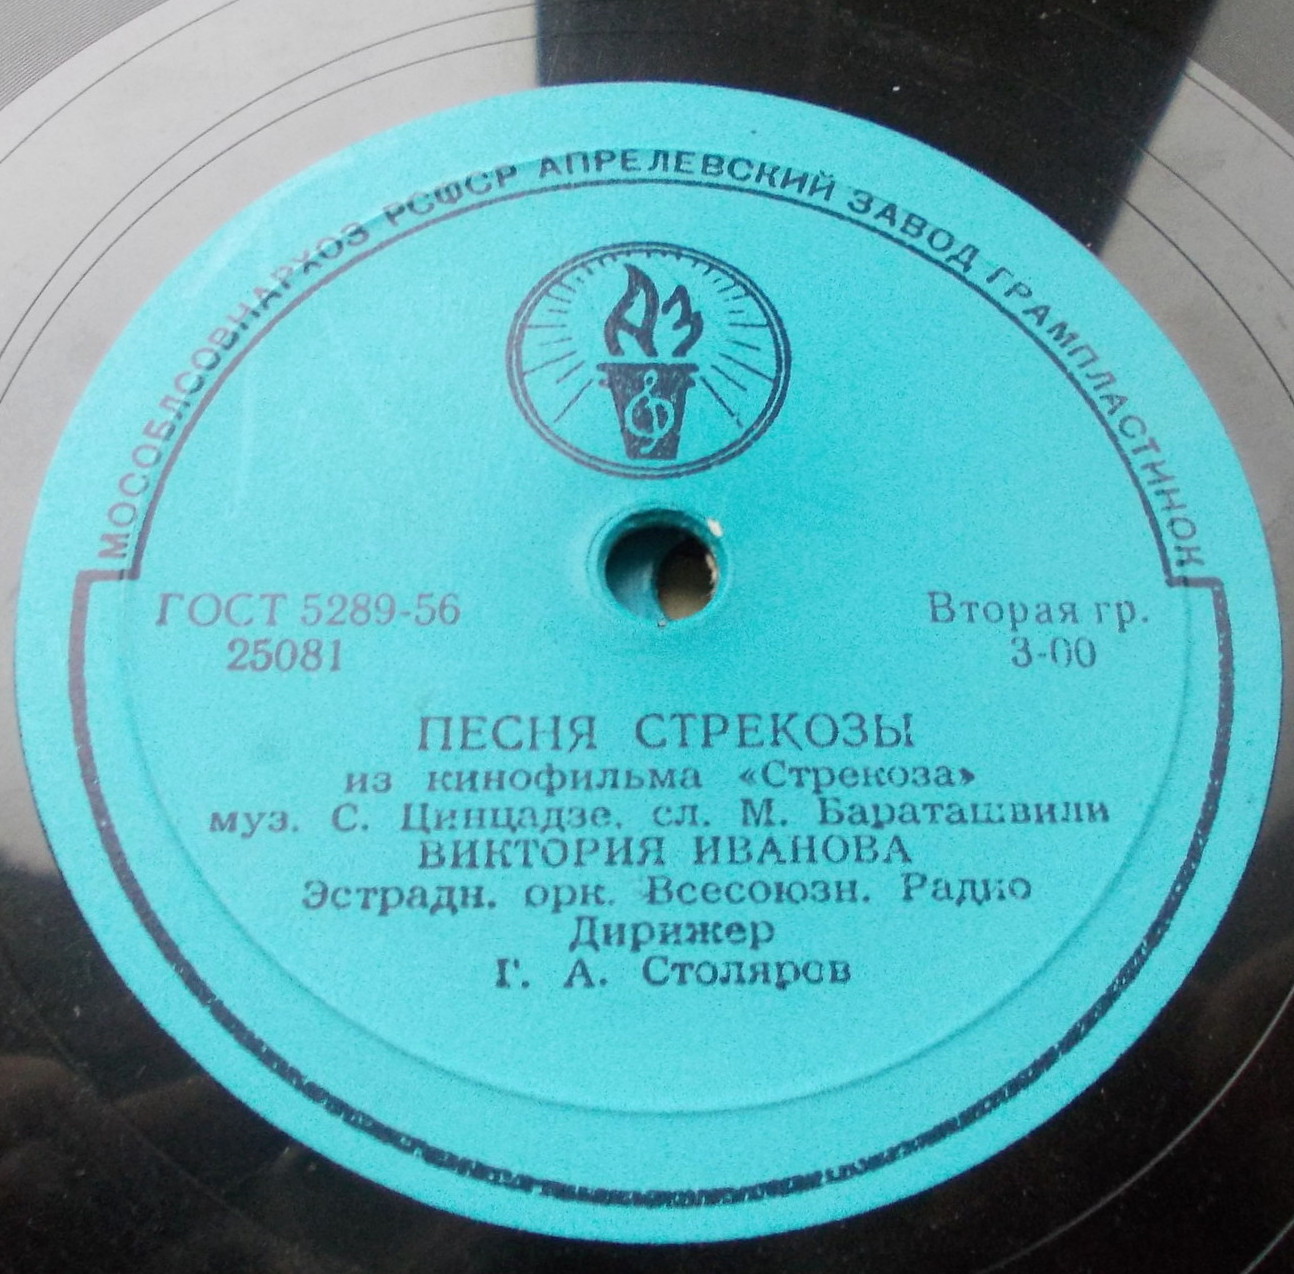 МОСОБЛСОВНАРХОЗ РСФСР АПРЕЛЕВСКИЙ ЗАВОД ГРАМПЛАСТИНОК
АЗ
ГОСТ 5289-56
25081
Вторая гр.
3-00
ПЕСНЯ СТРЕКОЗЫ
из кинофильма «Стрекоза»
муз. С. Цинцадзе, сл. М. Бараташвили
ВИКТОРИЯ ИВАНОВА
Эстрадн. орк. Всесоюзн. Радио
Дирижер
Г. А. Столяров